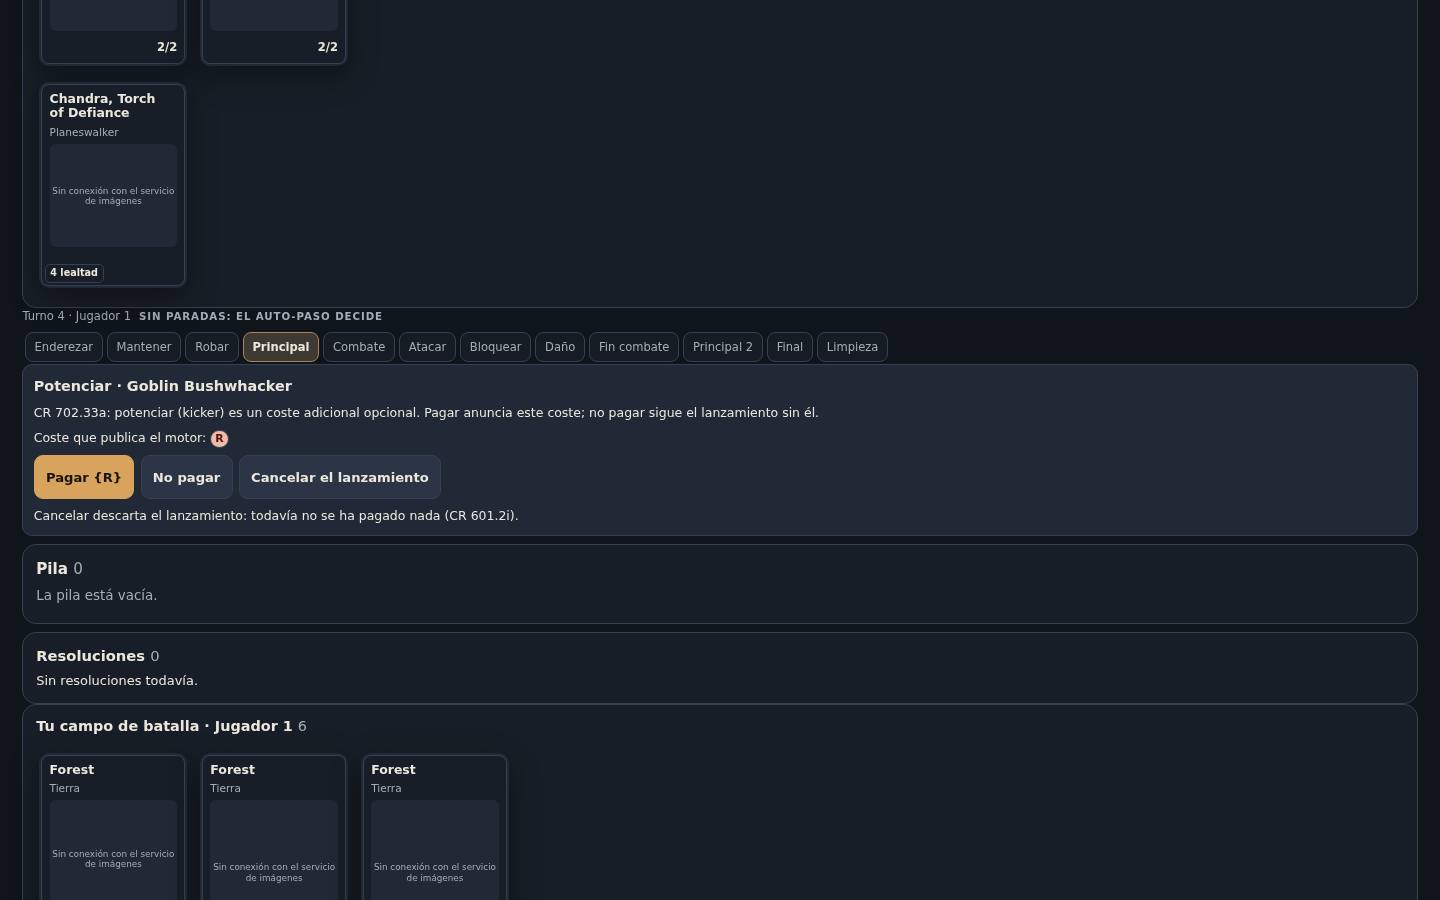 2/2
2/2
Chandra, Torch
of Defiance
Planeswalker
Sin conexión con el servicio
de imágenes
4 lealtad
Turno 4 · Jugador 1 SIN PARADAS: EL AUTO-PASO DECIDE
Enderezar Mantener Robar Principal Combate Atacar Bloquear Daño Fin combate Principal 2 Final Limpieza
Potenciar · Goblin Bushwhacker
CR 702.33a: potenciar (kicker) es un coste adicional opcional. Pagar anuncia este coste; no pagar sigue el lanzamiento sin él.
Coste que publica el motor: R
Pagar {R} No pagar Cancelar el lanzamiento
Cancelar descarta el lanzamiento: todavía no se ha pagado nada (CR 601.2i).
Pila 0
La pila está vacía.
Resoluciones 0
Sin resoluciones todavía.
Tu campo de batalla · Jugador 1 6
Forest Forest Forest
Tierra Tierra Tierra
Sin conexión con el servicio
de imágenes
Sin conexión con el servicio
de imágenes
Sin conexión con el servicio
de imágenes